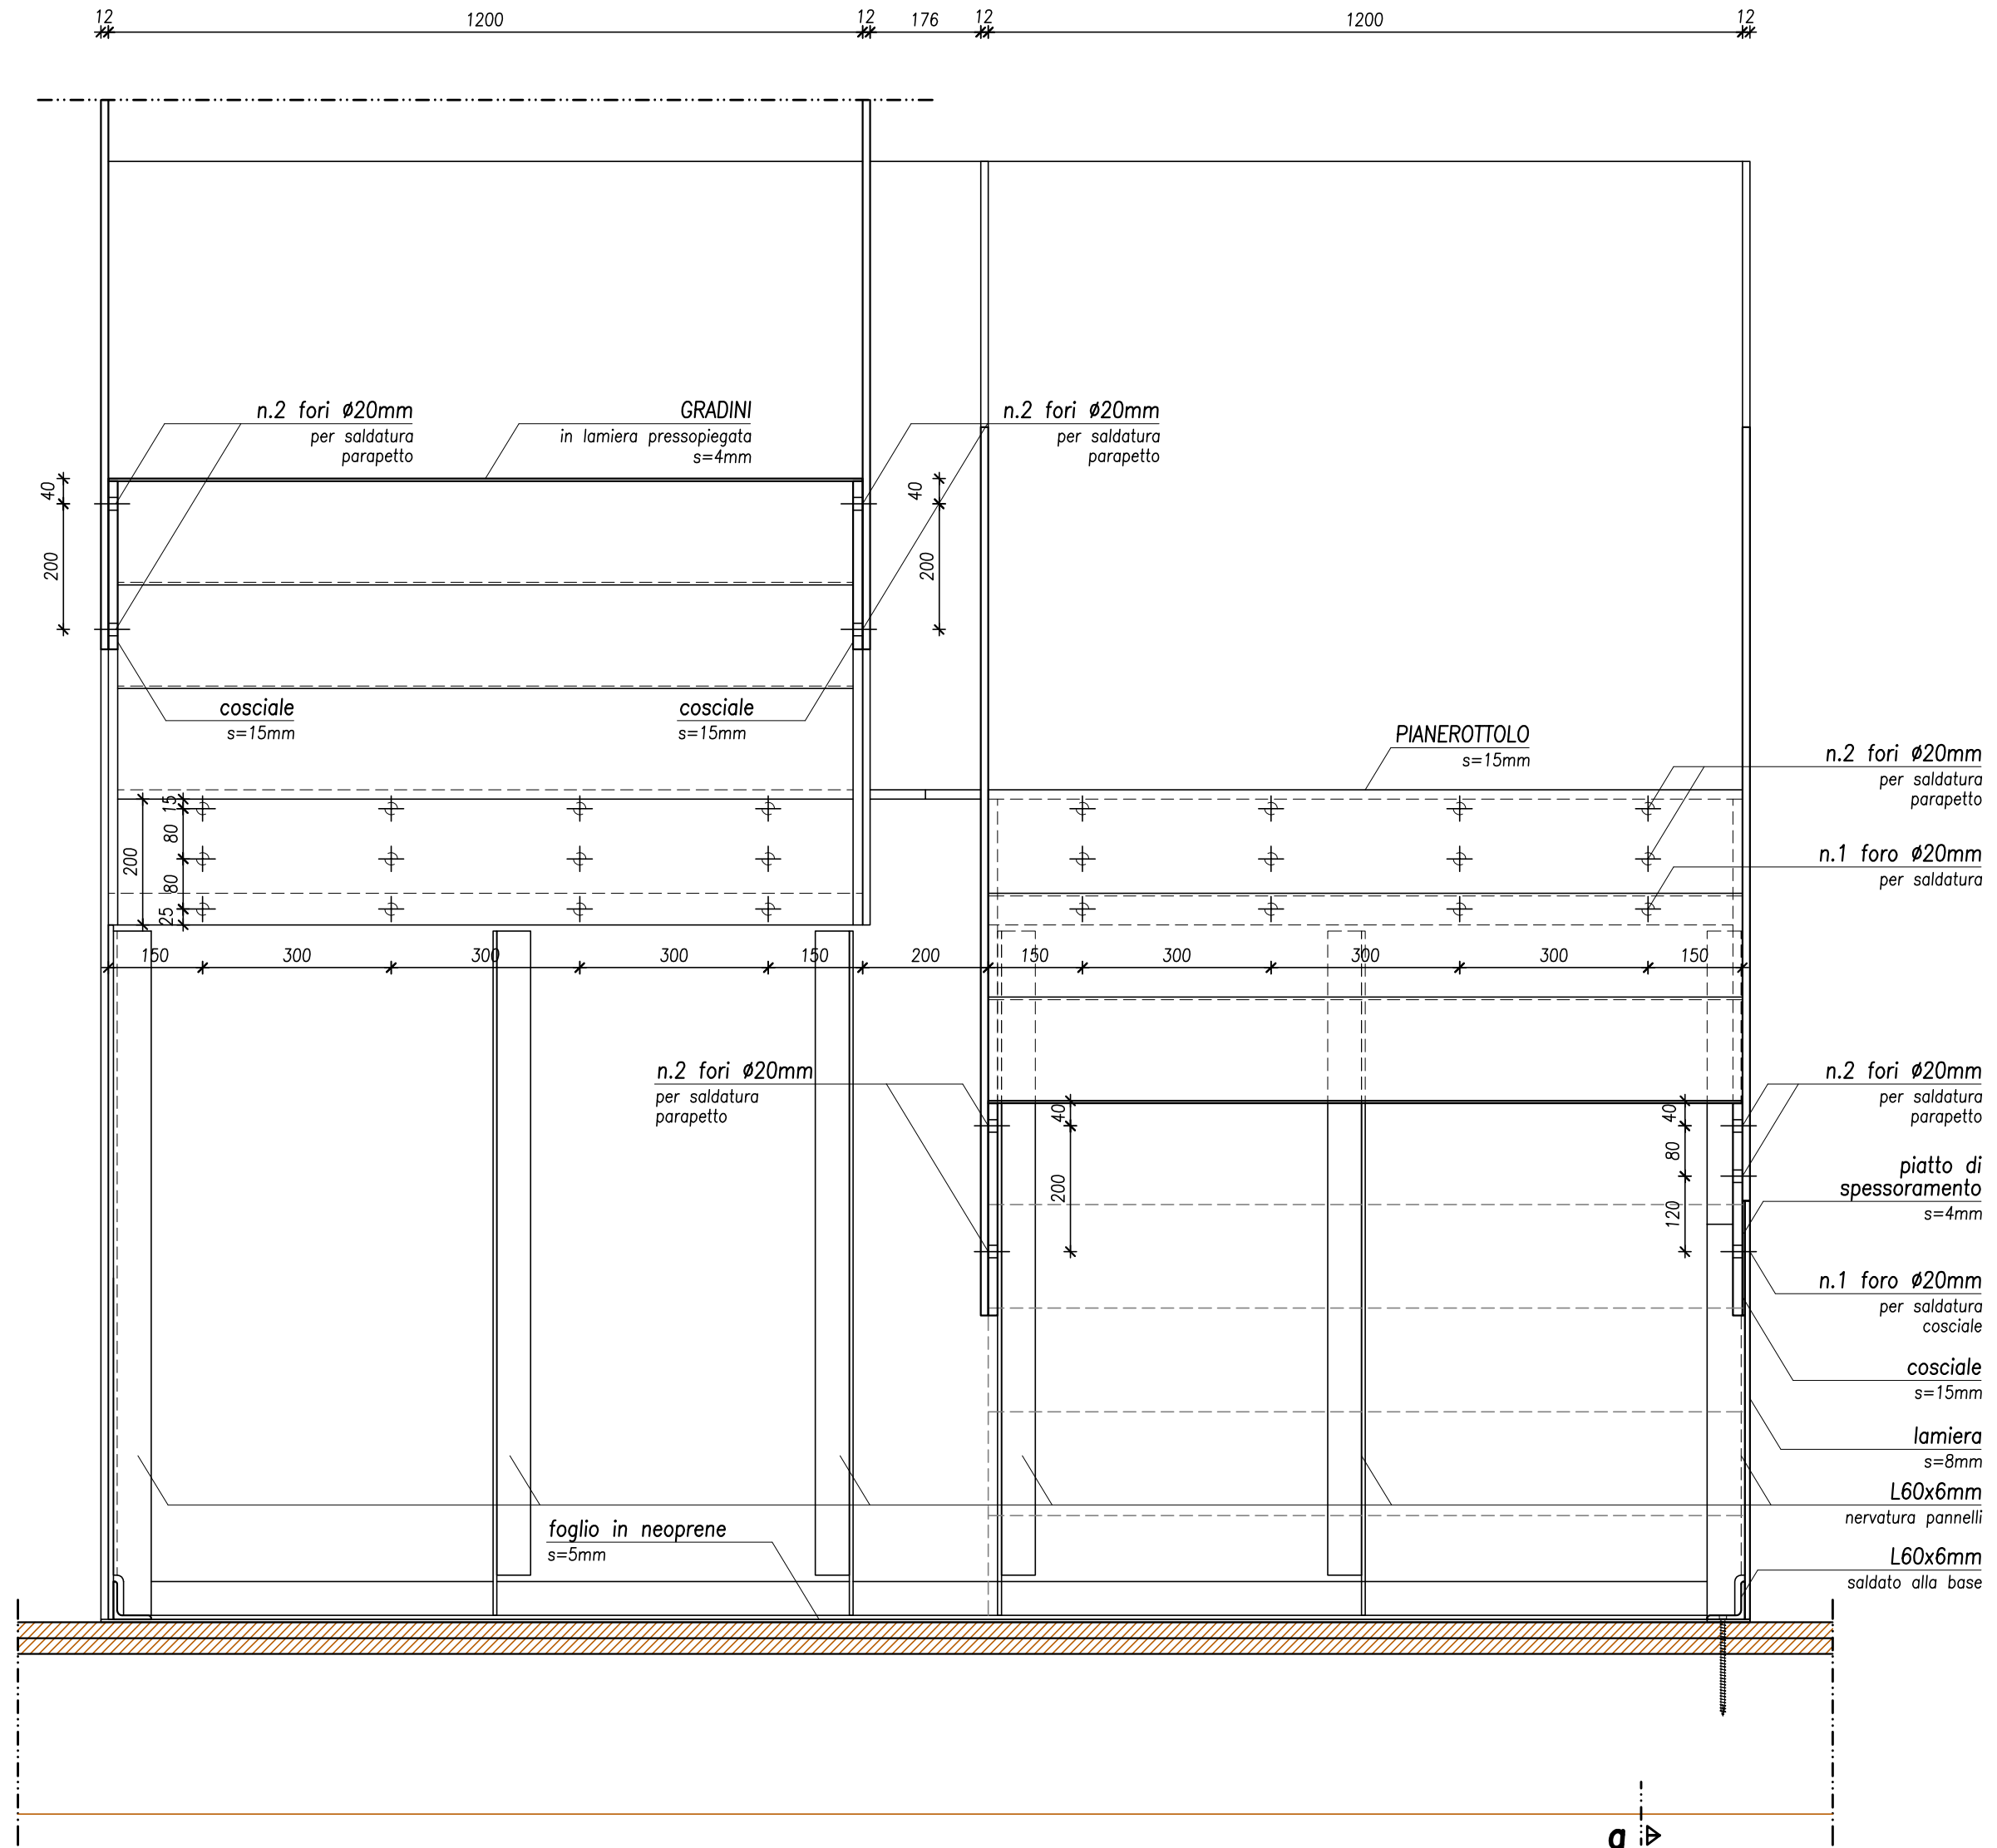 12 1200 12 176 12 1200 12
n.2 fori ø20mm
per saldatura
parapetto
GRADINI
in lamiera pressopiegata
s=4mm
n.2 fori ø20mm
per saldatura
parapetto
40
200
40
200
cosciale
s=15mm
cosciale
s=15mm
PIANEROTTOLO
s=15mm
n.2 fori ø20mm
per saldatura
parapetto
n.1 foro ø20mm
per saldatura
15
80
200
80
25
150 300 300 300 150 200 150 300 300 300 150
n.2 fori ø20mm
per saldatura
parapetto
40
200
40
80
120
n.2 fori ø20mm
per saldatura
parapetto
piatto di
spessoramento
s=4mm
n.1 foro ø20mm
per saldatura
cosciale
cosciale
s=15mm
lamiera
s=8mm
L60x6mm
nervatura pannelli
foglio in neoprene
s=5mm
L60x6mm
saldato alla base
a